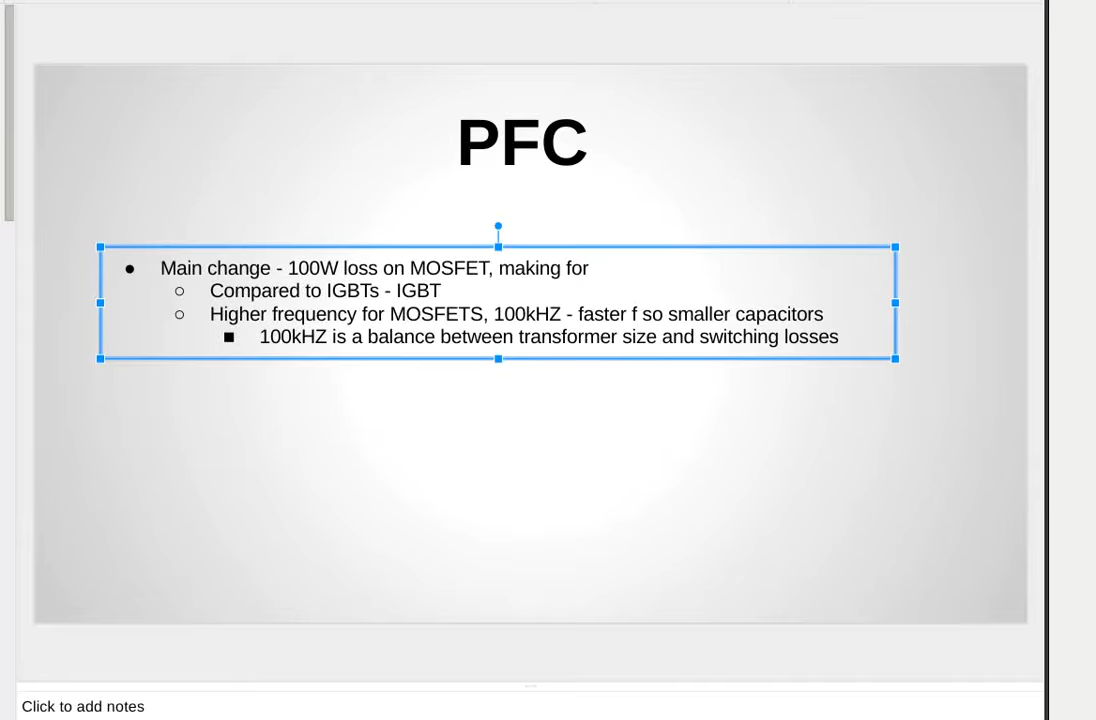 PFC
● Main change - 100W loss on MOSFET, making for
○ Compared to IGBTs - IGBT
○ Higher frequency for MOSFETS, 100kHZ - faster f so smaller capacitors
■ 100kHZ is a balance between transformer size and switching losses
Click to add notes